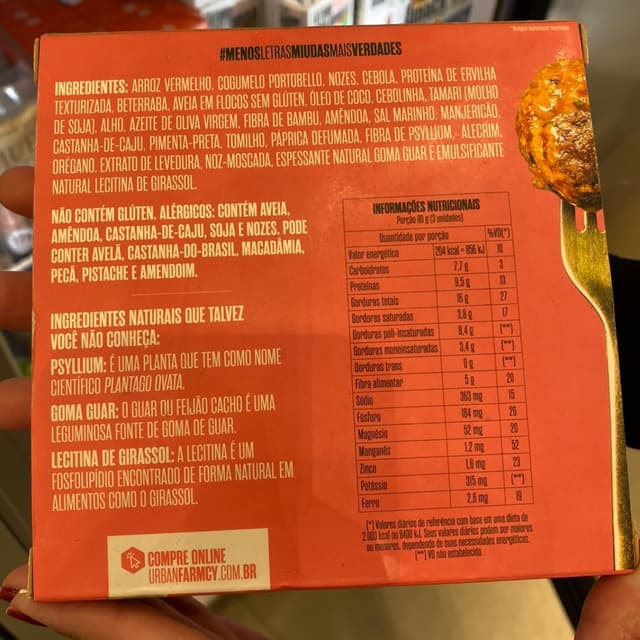 *Imagem meramente ilustrativa
#MENOSLETRASMIUDASMAISVERDADES
INGREDIENTES: ARROZ VERMELHO, COGUMELO PORTOBELLO, NOZES, CEBOLA, PROTEÍNA DE ERVILHA
TEXTURIZADA, BETERRABA, AVEIA EM FLOCOS SEM GLÚTEN, ÓLEO DE COCO, CEBOLINHA, TAMARI (MOLHO
DE SOJA), ALHO, AZEITE DE OLIVA VIRGEM, FIBRA DE BAMBU, AMÊNDOA, SAL MARINHO, MANJERICÃO,
CASTANHA-DE-CAJU, PIMENTA-PRETA, TOMILHO, PÁPRICA DEFUMADA, FIBRA DE PSYLLIUM, ALECRIM,
ORÉGANO, EXTRATO DE LEVEDURA, NOZ-MOSCADA, ESPESSANTE NATURAL GOMA GUAR E EMULSIFICANTE
NATURAL LECITINA DE GIRASSOL.
NÃO CONTÉM GLÚTEN. ALÉRGICOS: CONTÉM AVEIA,
AMÊNDOA, CASTANHA-DE-CAJU, SOJA E NOZES. PODE
CONTER AVELÃ, CASTANHA-DO-BRASIL, MACADÂMIA,
PECÃ, PISTACHE E AMENDOIM.
INGREDIENTES NATURAIS QUE TALVEZ
VOCÊ NÃO CONHEÇA:
PSYLLIUM: É UMA PLANTA QUE TEM COMO NOME
CIENTÍFICO PLANTAGO OVATA.
GOMA GUAR: O GUAR OU FEIJÃO CACHO É UMA
LEGUMINOSA FONTE DE GOMA DE GUAR.
LECITINA DE GIRASSOL: A LECITINA É UM
FOSFOLIPÍDIO ENCONTRADO DE FORMA NATURAL EM
ALIMENTOS COMO O GIRASSOL.
COMPRE ONLINE
URBANFARMCY.COM.BR
INFORMAÇÕES NUTRICIONAIS
Porção 90 g (3 unidades)
Quantidade por porção %VD(*)
Valor energético 204 kcal = 856 kJ 10
Carboidratos 7,7 g 3
Proteínas 9,5 g 13
Gorduras totais 16 g 27
Gorduras saturadas 3,8 g 17
Gorduras poli-insaturadas 8,4 g (**)
Gorduras monoinsaturadas 3,4 g (**)
Gorduras trans 0 g (**)
Fibra alimentar 5 g 20
Sódio 363 mg 15
Fósforo 184 mg 26
Magnésio 52 mg 20
Manganês 1,2 mg 52
Zinco 1,6 mg 23
Potássio 315 mg (**)
Ferro 2,6 mg 19
(*) Valores diários de referência com base em uma dieta de
2.000 kcal ou 8400 kJ. Seus valores diários podem ser maiores
ou menores, dependendo de suas necessidades energéticas.
(**) VD não estabelecido.